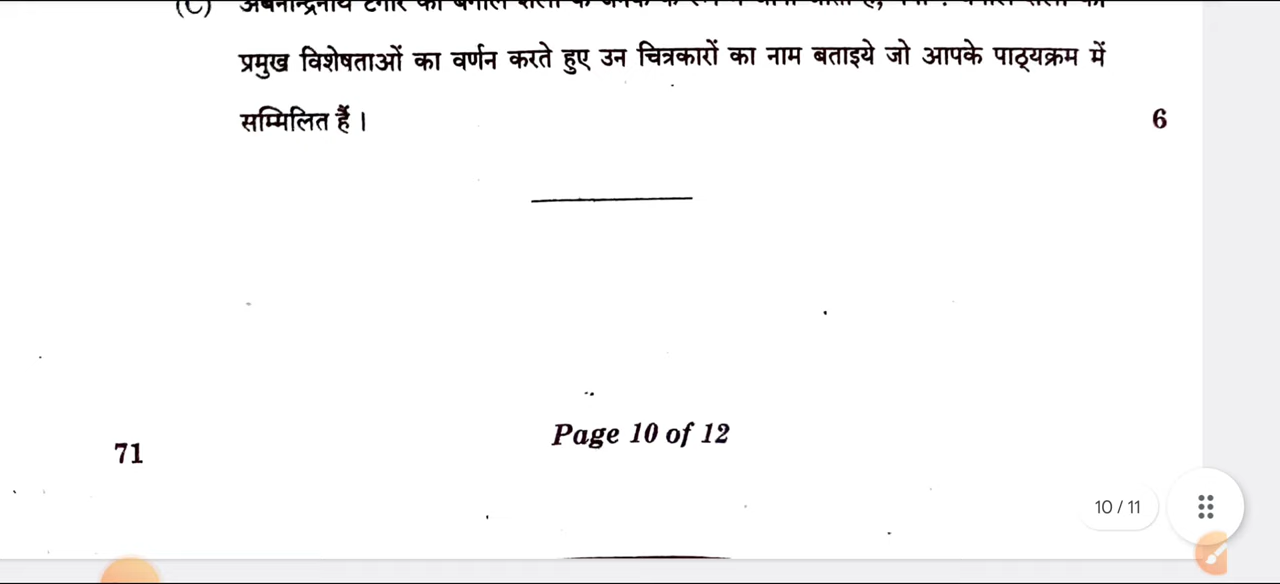 (C)
प्रमुख विशेषताओं का वर्णन करते हुए उन चित्रकारों का नाम बताइये जो आपके पाठ्यक्रम में
सम्मिलित हैं ।
6
Page 10 of 12
71
10 / 11